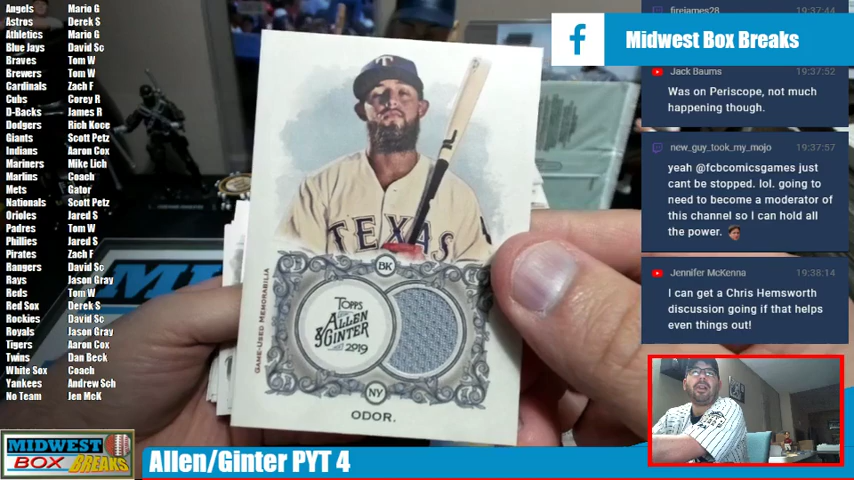 Angels Mario G
Astros Derek S
Athletics Mario G
Blue Jays David Sc
Braves Tom W
Brewers Tom W
Cardinals Zach F
Cubs Corey R
D-Backs James R
Dodgers Rich Koce
Giants Scott Petz
Indians Aaron Cox
Mariners Mike Lich
Marlins Coach
Mets Gator
Nationals Scott Petz
Orioles Jared S
Padres Tom W
Phillies Jared S
Pirates Zach F
Rangers David Sc
Rays Jason Gray
Reds Tom W
Red Sox Derek S
Rockies David Sc
Royals Jason Gray
Tigers Aaron Cox
Twins Dan Beck
White Sox Coach
Yankees Andrew Sch
No Team Jen McK
MIDWEST
BOX BREAKS
Allen/Ginter PYT 4
T
TEXAS
BK
GAME-USED MEMORABILIA
TOPPS
ALLEN
& GINTER
2019
NY
ODOR.
f Midwest Box Breaks
firejames28 19:37:44
Jack Baums 19:37:52
Was on Periscope, not much
happening though.
new_guy_took_my_mojo 19:37:57
yeah @fcbcomicsgames just
cant be stopped. lol. going to
need to become a moderator of
this channel so I can hold all
the power.
Jennifer McKenna 19:38:14
I can get a Chris Hemsworth
discussion going if that helps
even things out!